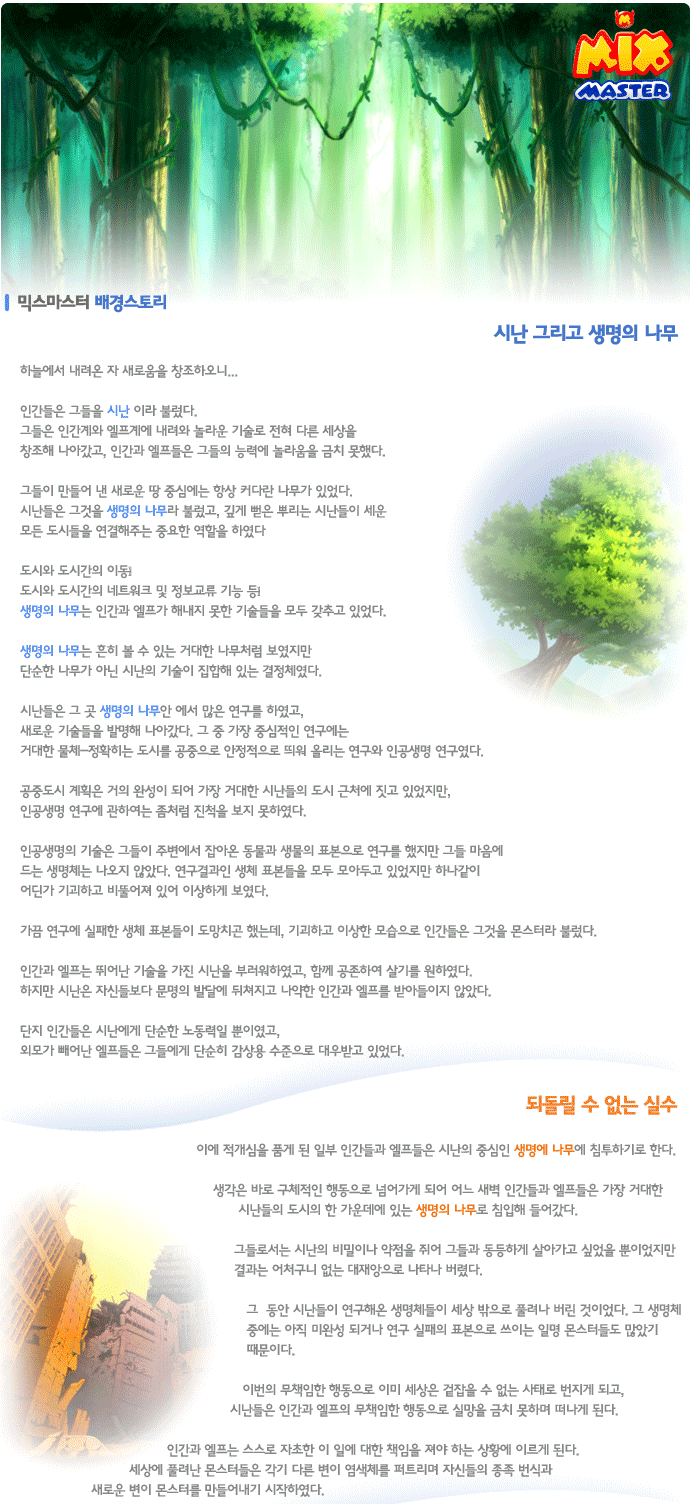 MIX
MASTER
믹스마스터 배경스토리
시난 그리고 생명의 나무
하늘에서 내려온 자 새로움을 창조하오니...
인간들은 그들을 시난 이라 불렀다.
그들은 인간계와 엘프계에 내려와 놀라운 기술로 전혀 다른 세상을
창조해 나아갔고, 인간과 엘프들은 그들의 능력에 놀라움을 금치 못했다.
그들이 만들어 낸 새로운 땅 중심에는 항상 커다란 나무가 있었다.
시난들은 그것을 생명의 나무라 불렀고, 깊게 뻗은 뿌리는 시난들이 세운
모든 도시들을 연결해주는 중요한 역할을 하였다
도시와 도시간의 이동!
도시와 도시간의 네트워크 및 정보교류 기능 등!
생명의 나무는 인간과 엘프가 해내지 못한 기술들을 모두 갖추고 있었다.
생명의 나무는 흔히 볼 수 있는 거대한 나무처럼 보였지만
단순한 나무가 아닌 시난의 기술이 집합해 있는 결정체였다.
시난들은 그 곳 생명의 나무안 에서 많은 연구를 하였고,
새로운 기술들을 발명해 나아갔다. 그 중 가장 중심적인 연구에는
거대한 물체-정확히는 도시를 공중으로 안정적으로 띄워 올리는 연구와 인공생명 연구였다.
공중도시 계획은 거의 완성이 되어 가장 거대한 시난들의 도시 근처에 짓고 있었지만,
인공생명 연구에 관하여는 좀처럼 진척을 보지 못하였다.
인공생명의 기술은 그들이 주변에서 잡아온 동물과 생물의 표본으로 연구를 했지만 그들 마음에
드는 생명체는 나오지 않았다. 연구결과인 생체 표본들을 모두 모아두고 있었지만 하나같이
어딘가 기괴하고 비뚤어져 있어 이상하게 보였다.
가끔 연구에 실패한 생체 표본들이 도망치곤 했는데, 기괴하고 이상한 모습으로 인간들은 그것을 몬스터라 불렀다.
인간과 엘프는 뛰어난 기술을 가진 시난을 부러워하였고, 함께 공존하여 살기를 원하였다.
하지만 시난은 자신들보다 문명의 발달에 뒤쳐지고 나약한 인간과 엘프를 받아들이지 않았다.
단지 인간들은 시난에게 단순한 노동력일 뿐이였고,
외모가 빼어난 엘프들은 그들에게 단순히 감상용 수준으로 대우받고 있었다.
되돌릴 수 없는 실수
이에 적개심을 품게 된 일부 인간들과 엘프들은 시난의 중심인 생명에 나무에 침투하기로 한다.
생각은 바로 구체적인 행동으로 넘어가게 되어 어느 새벽 인간들과 엘프들은 가장 거대한
시난들의 도시의 한 가운데에 있는 생명의 나무로 침입해 들어갔다.
그들로서는 시난의 비밀이나 약점을 쥐어 그들과 동등하게 살아가고 싶었을 뿐이었지만
결과는 어처구니 없는 대재앙으로 나타나 버렸다.
그 동안 시난들이 연구해온 생명체들이 세상 밖으로 풀려나 버린 것이었다. 그 생명체
중에는 아직 미완성 되거나 연구 실패의 표본으로 쓰이는 일명 몬스터들도 많았기
때문이다.
이번의 무책임한 행동으로 이미 세상은 걷잡을 수 없는 사태로 번지게 되고,
시난들은 인간과 엘프의 무책임한 행동으로 실망을 금치 못하며 떠나게 된다.
인간과 엘프는 스스로 자초한 이 일에 대한 책임을 져야 하는 상황에 이르게 된다.
세상에 풀려난 몬스터들은 각기 다른 변이 염색체를 퍼트리며 자신들의 종족 번식과
새로운 변이 몬스터를 만들어내기 시작하였다.